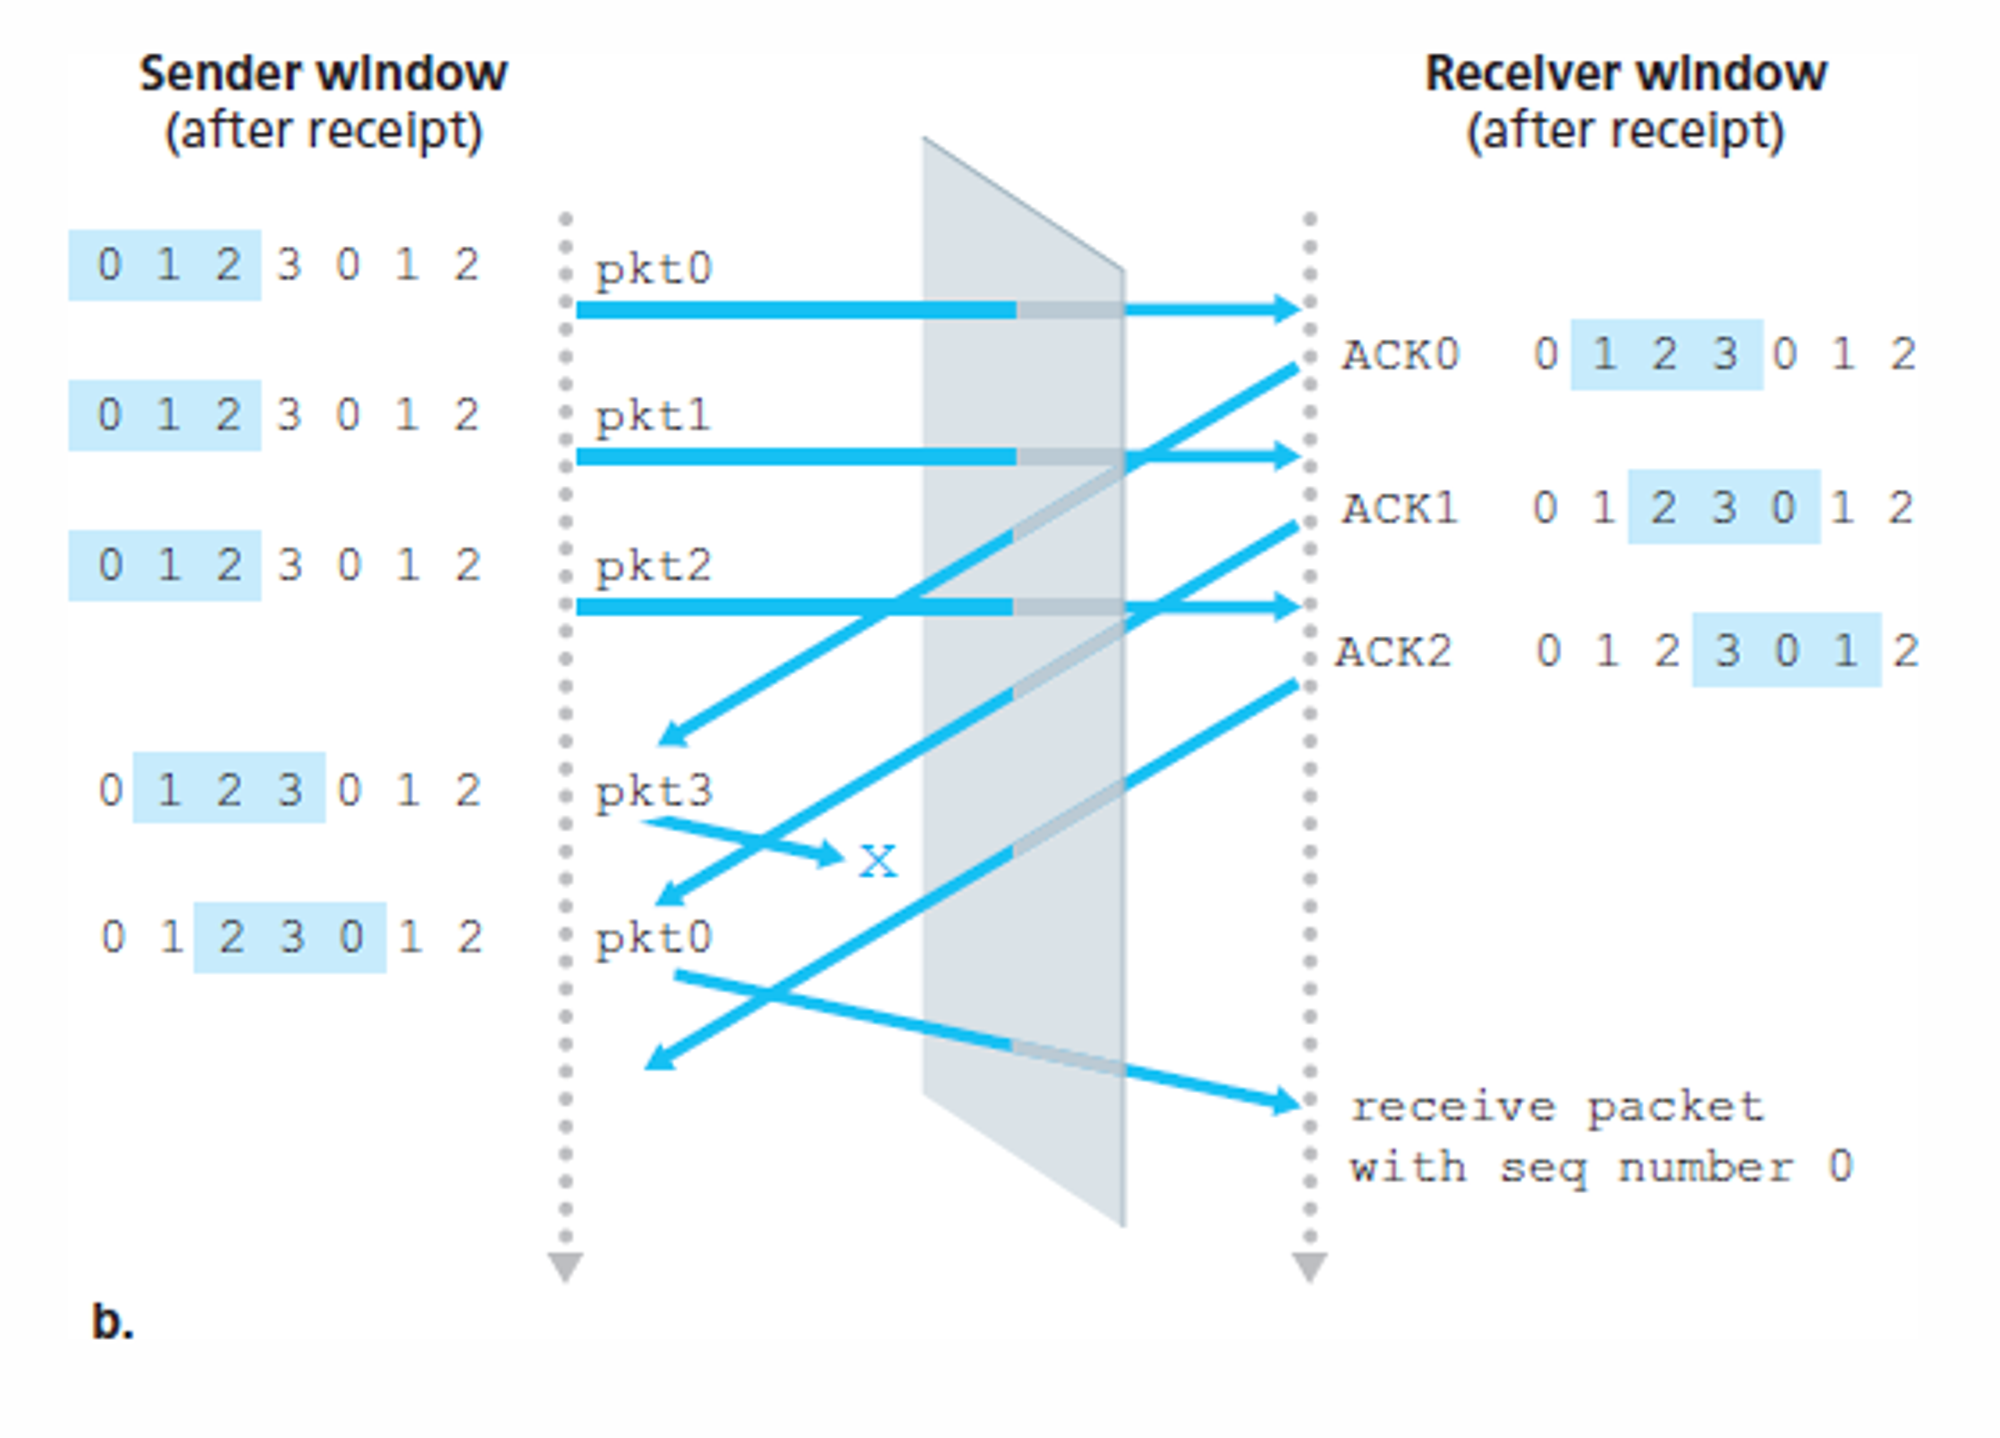 Sender window
(after receipt)
Receiver window
(after receipt)
0 1 2 3 0 1 2
pkt0
ACK0 0 1 2 3 0 1 2
0 1 2 3 0 1 2
pkt1
ACK1 0 1 2 3 0 1 2
0 1 2 3 0 1 2
pkt2
ACK2 0 1 2 3 0 1 2
0 1 2 3 0 1 2
pkt3
X
0 1 2 3 0 1 2
pkt0
receive packet
with seq number 0
b.